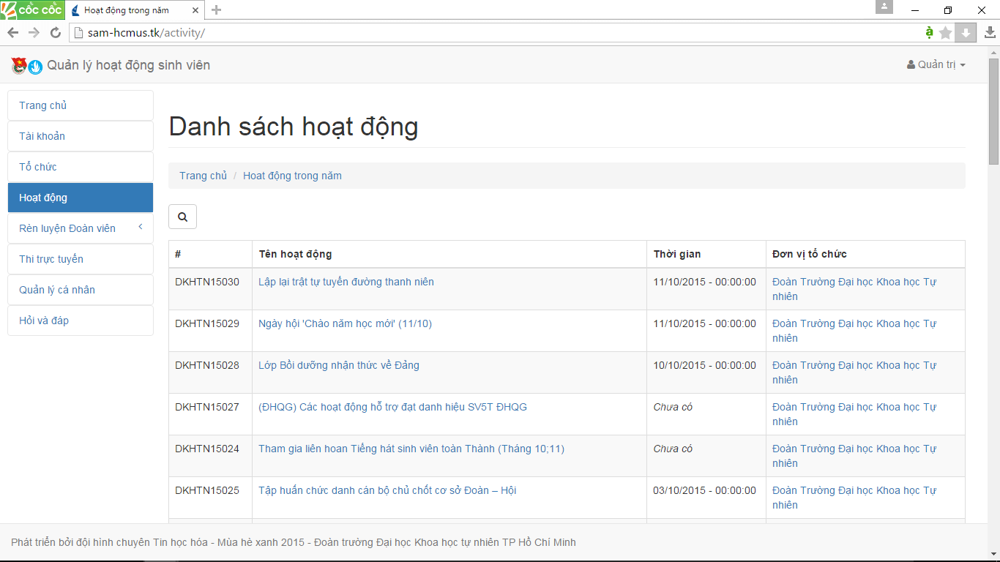 cốc cốc
Hoạt động trong năm
sam-hcmus.tk/activity/
Quản lý hoạt động sinh viên
Quản trị
Trang chủ
Tài khoản
Tổ chức
Hoạt động
Rèn luyện Đoàn viên
Thi trực tuyến
Quản lý cá nhân
Hỏi và đáp
Danh sách hoạt động
Trang chủ / Hoat động trong năm
# Tên hoạt động Thời gian Đơn vị tổ chức
DKHTN15030 Lập lại trật tự tuyến đường thanh niên 11/10/2015 - 00:00:00 Đoàn Trường Đại học Khoa học Tự
nhiên
DKHTN15029 Ngày hội 'Chào năm học mới' (11/10) 11/10/2015 - 00:00:00 Đoàn Trường Đại học Khoa học Tự
nhiên
DKHTN15028 Lớp Bồi dưỡng nhận thức về Đảng 10/10/2015 - 00:00:00 Đoàn Trường Đại học Khoa học Tự
nhiên
DKHTN15027 (ĐHQG) Các hoạt động hỗ trợ đạt danh hiệu SV5T ĐHQG Chưa có Đoàn Trường Đại học Khoa học Tự
nhiên
DKHTN15024 Tham gia liên hoan Tiếng hát sinh viên toàn Thành (Tháng 10;11) Chưa có Đoàn Trường Đại học Khoa học Tự
nhiên
DKHTN15025 Tập huấn chức danh cán bộ chủ chốt cơ sở Đoàn – Hội 03/10/2015 - 00:00:00 Đoàn Trường Đại học Khoa học Tự
nhiên
Phát triển bởi đội hình chuyên Tin học hóa - Mùa hè xanh 2015 - Đoàn trường Đại học Khoa học tự nhiên TP Hồ Chí Minh